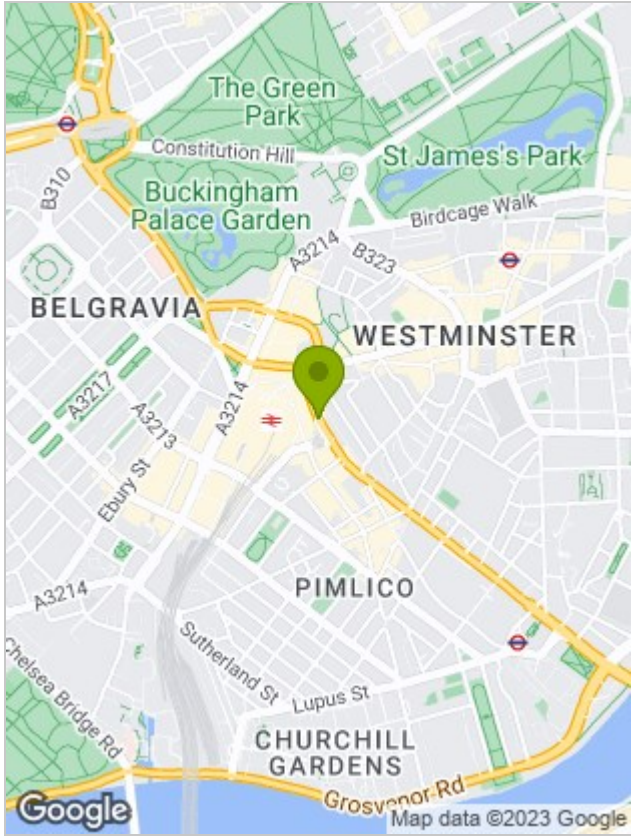 The Green
Park
Constitution Hill
St James's Park
B310
Buckingham
Palace Garden
Birdcage Walk
A3214
B323
BELGRAVIA
WESTMINSTER
A3217
A3214
A3213
Ebury St
PIMLICO
A3214
Sutherland St
Chelsea Bridge Rd
Lupus St
CHURCHILL
GARDENS
Grosvenor Rd
Google
Map data ©2023 Google